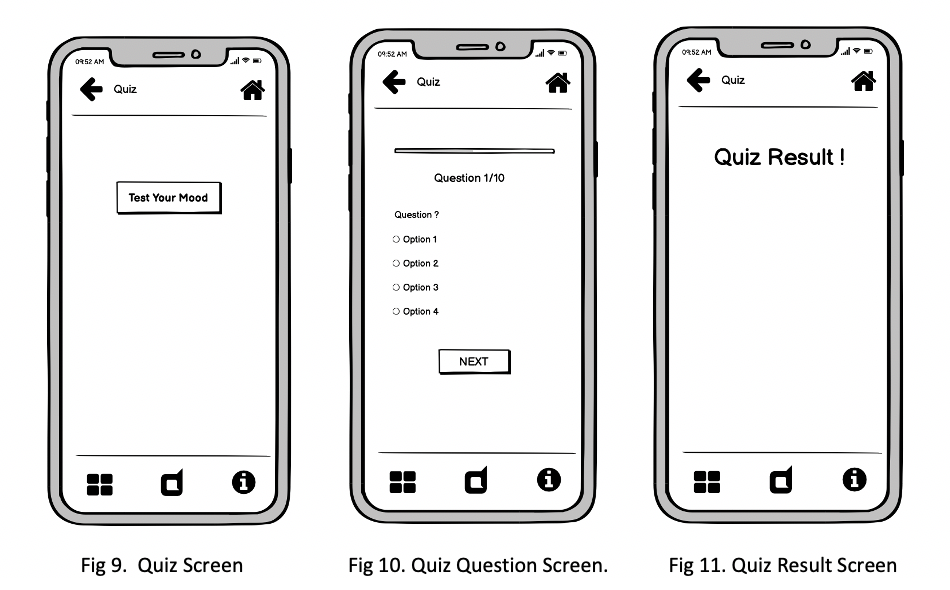 09:52 AM
Quiz
Test Your Mood
Fig 9. Quiz Screen
09:52 AM
Quiz
Question 1/10
Question ?
Option 1
Option 2
Option 3
Option 4
NEXT
Fig 10. Quiz Question Screen.
09:52 AM
Quiz
Quiz Result !
Fig 11. Quiz Result Screen